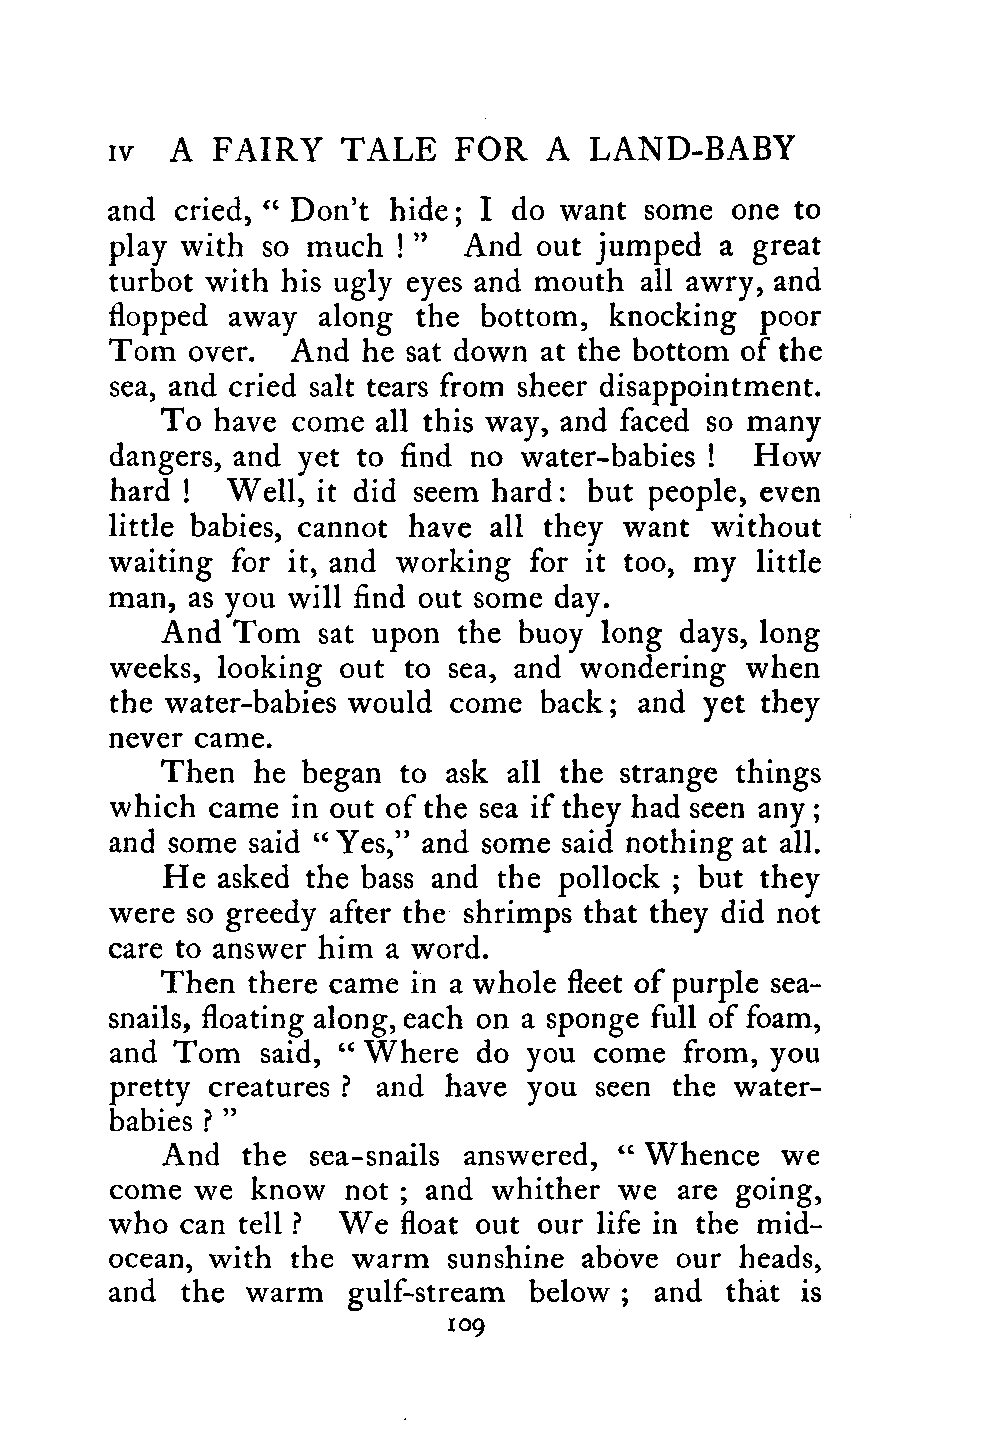 IV A FAIRY TALE FOR A LAND-BABY
and cried, “ Don't hide; I do want some one to
play with so much ! ” And out jumped a great
turbot with his ugly eyes and mouth all awry, and
flopped away along the bottom, knocking poor
Tom over. And he sat down at the bottom of the
sea, and cried salt tears from sheer disappointment.
To have come all this way, and faced so many
dangers, and yet to find no water-babies ! How
hard ! Well, it did seem hard: but people, even
little babies, cannot have all they want without
waiting for it, and working for it too, my little
man, as you will find out some day.
And Tom sat upon the buoy long days, long
weeks, looking out to sea, and wondering when
the water-babies would come back; and yet they
never came.
Then he began to ask all the strange things
which came in out of the sea if they had seen any ;
and some said “ Yes,” and some said nothing at all.
He asked the bass and the pollock ; but they
were so greedy after the shrimps that they did not
care to answer him a word.
Then there came in a whole fleet of purple sea-
snails, floating along, each on a sponge full of foam,
and Tom said, “ Where do you come from, you
pretty creatures ? and have you seen the water-
babies ? ”
And the sea-snails answered, “ Whence we
come we know not ; and whither we are going,
who can tell ? We float out our life in the mid-
ocean, with the warm sunshine above our heads,
and the warm gulf-stream below ; and that is
109